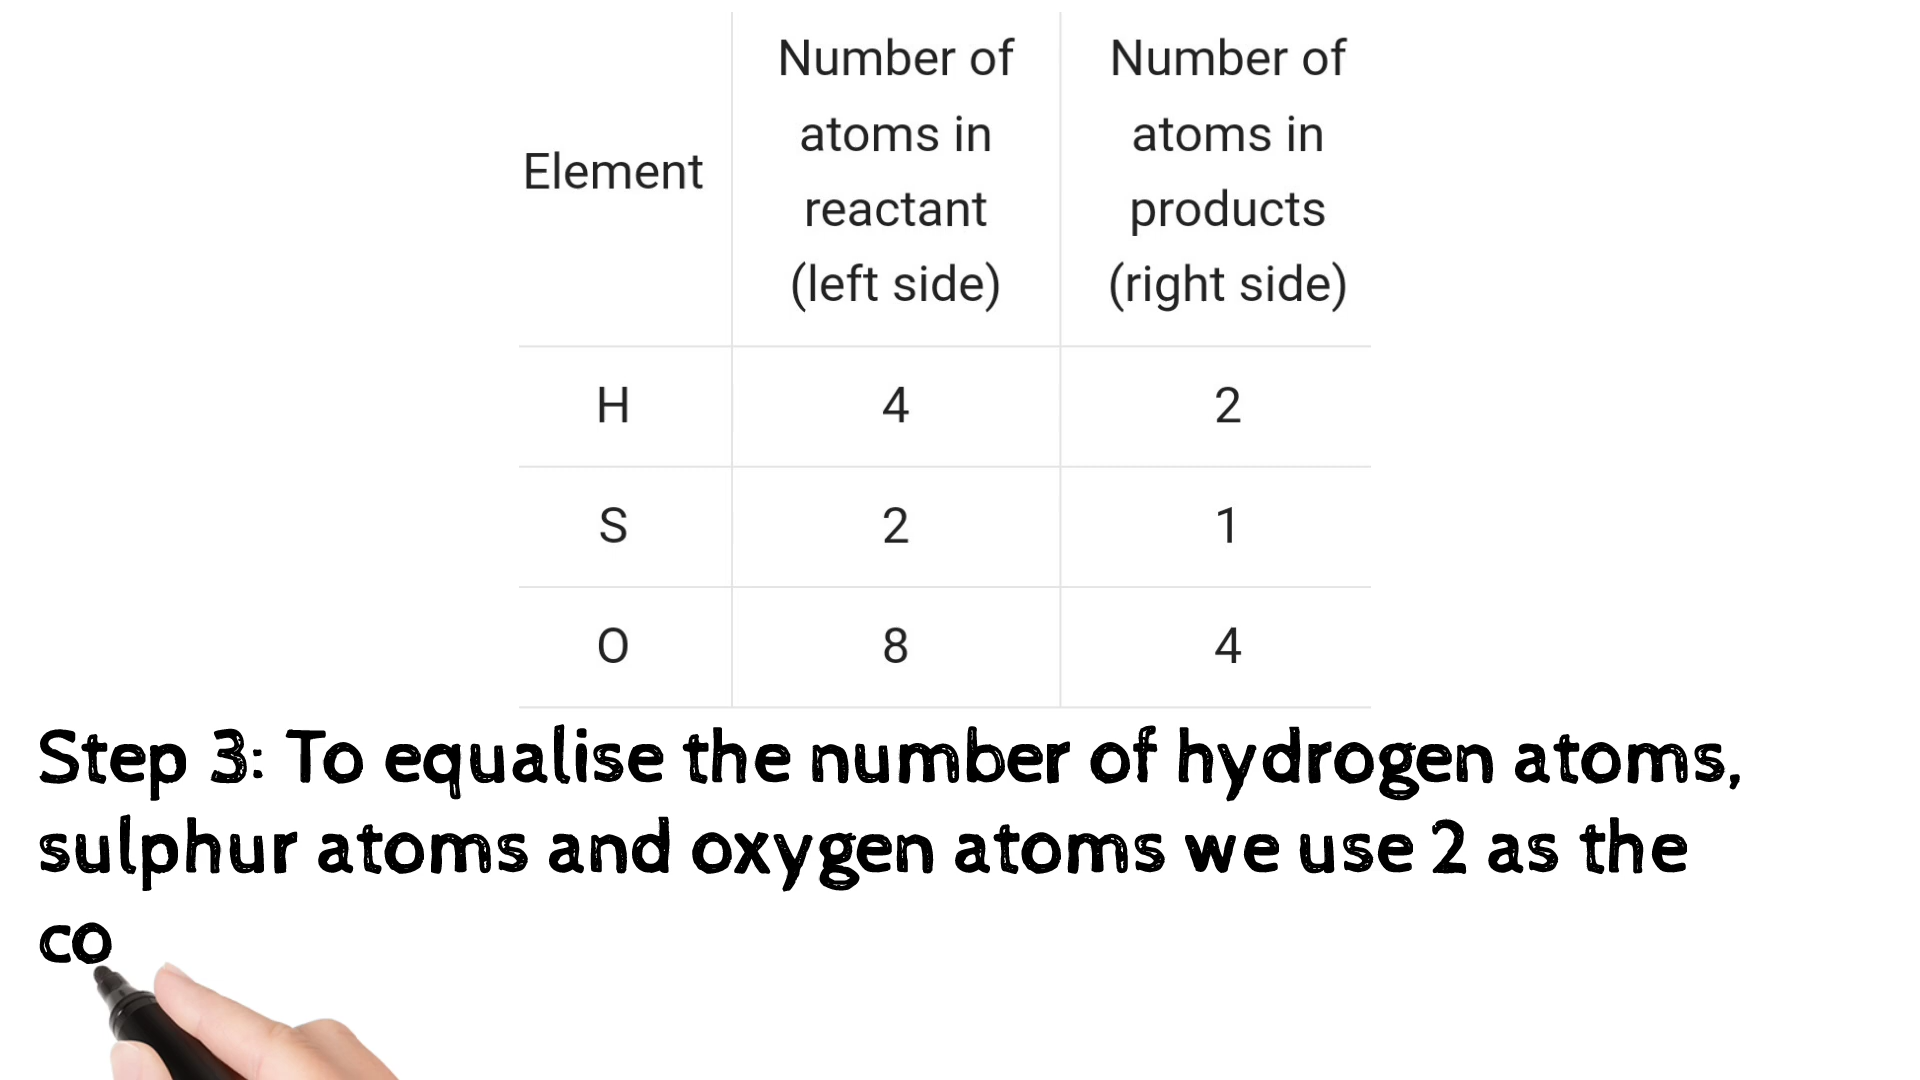 Element
Number of
atoms in
reactant
(left side)
Number of
atoms in
products
(right side)
H 4 2
S 2 1
O 8 4
Step 3: To equalise the number of hydrogen atoms,
sulphur atoms and oxygen atoms we use 2 as the
co